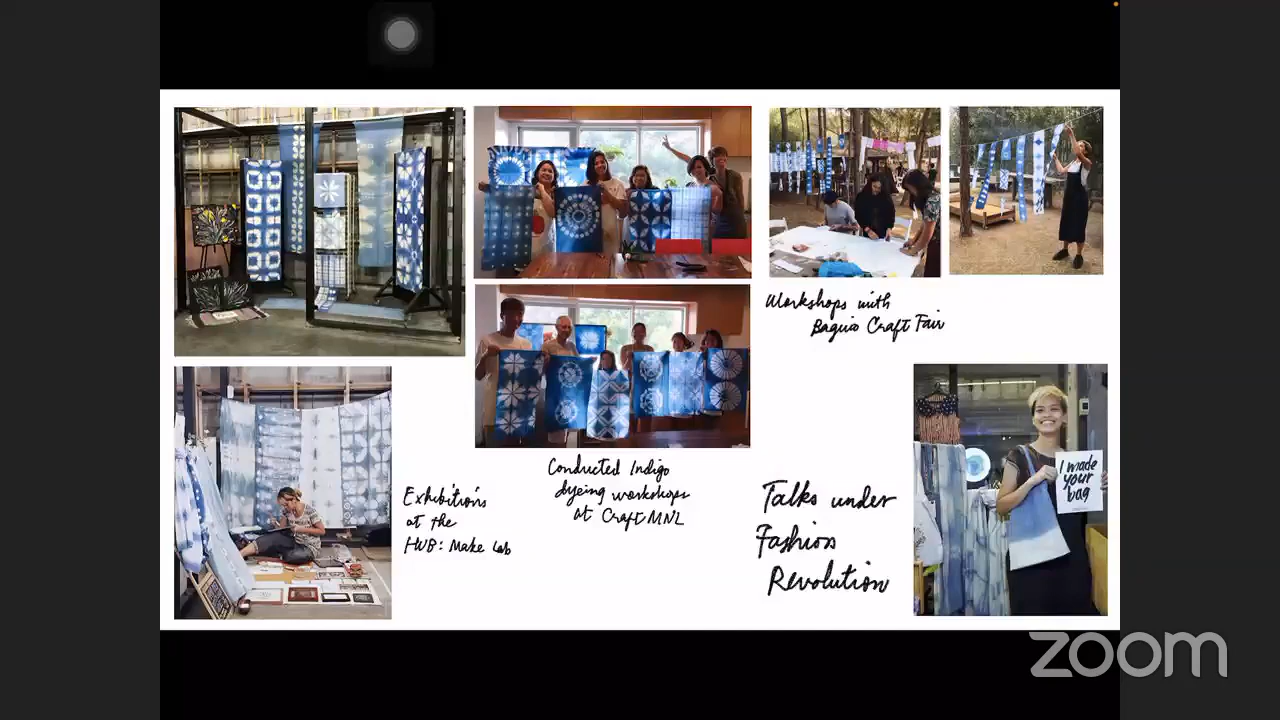 Exhibitions
at the
HUB: Make Lab
Conducted Indigo
dyeing workshops
at CraftMNL
Workshops with
Baguio Craft Fair
Talks under
Fashion
Revolution
I made
your
bag
zoom